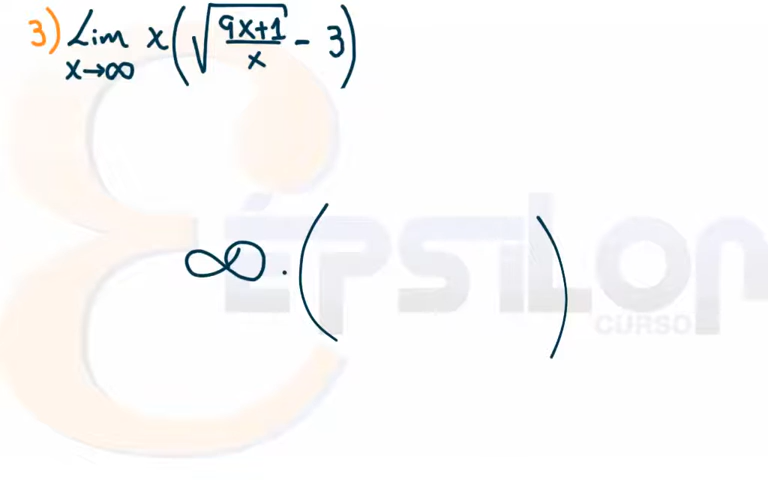 3) Lim x→∞ x(√((9x+1)/x) - 3)
∞ · ( )
ÉPSILON
CURSO